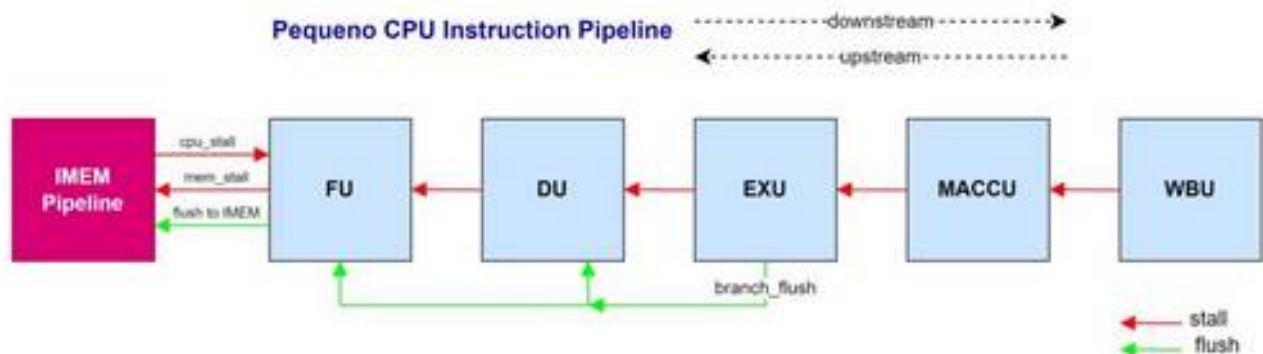 Pequeno CPU Instruction Pipeline
downstream
upstream
IMEM
Pipeline
cpu_stall
mem_stall
flush to IMEM
FU
DU
EXU
MACCU
WBU
branch_flush
stall
flush